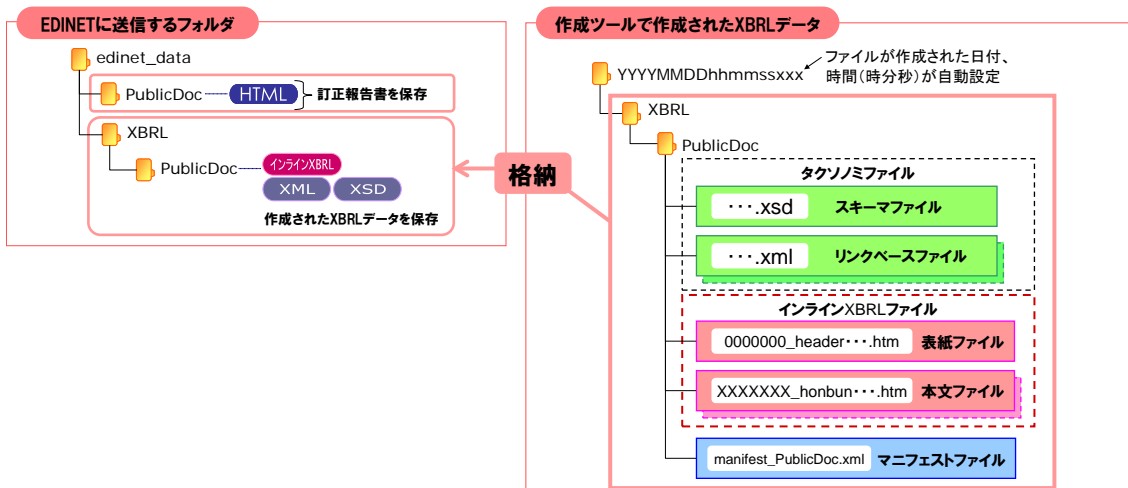 EDINETに送信するフォルダ
edinet_data
PublicDoc
HTML
訂正報告書を保存
XBRL
PublicDoc
インラインXBRL
XML
XSD
作成されたXBRLデータを保存
格納
作成ツールで作成されたXBRLデータ
YYYYMMDDhhmmssxxx
ファイルが作成された日付、
時間(時分秒)が自動設定
XBRL
PublicDoc
タクソノミファイル
・・・.xsd スキーマファイル
・・・.xml リンクベースファイル
インラインXBRLファイル
0000000_header・・・.htm 表紙ファイル
XXXXXXX_honbun・・・.htm 本文ファイル
manifest_PublicDoc.xml マニフェストファイル